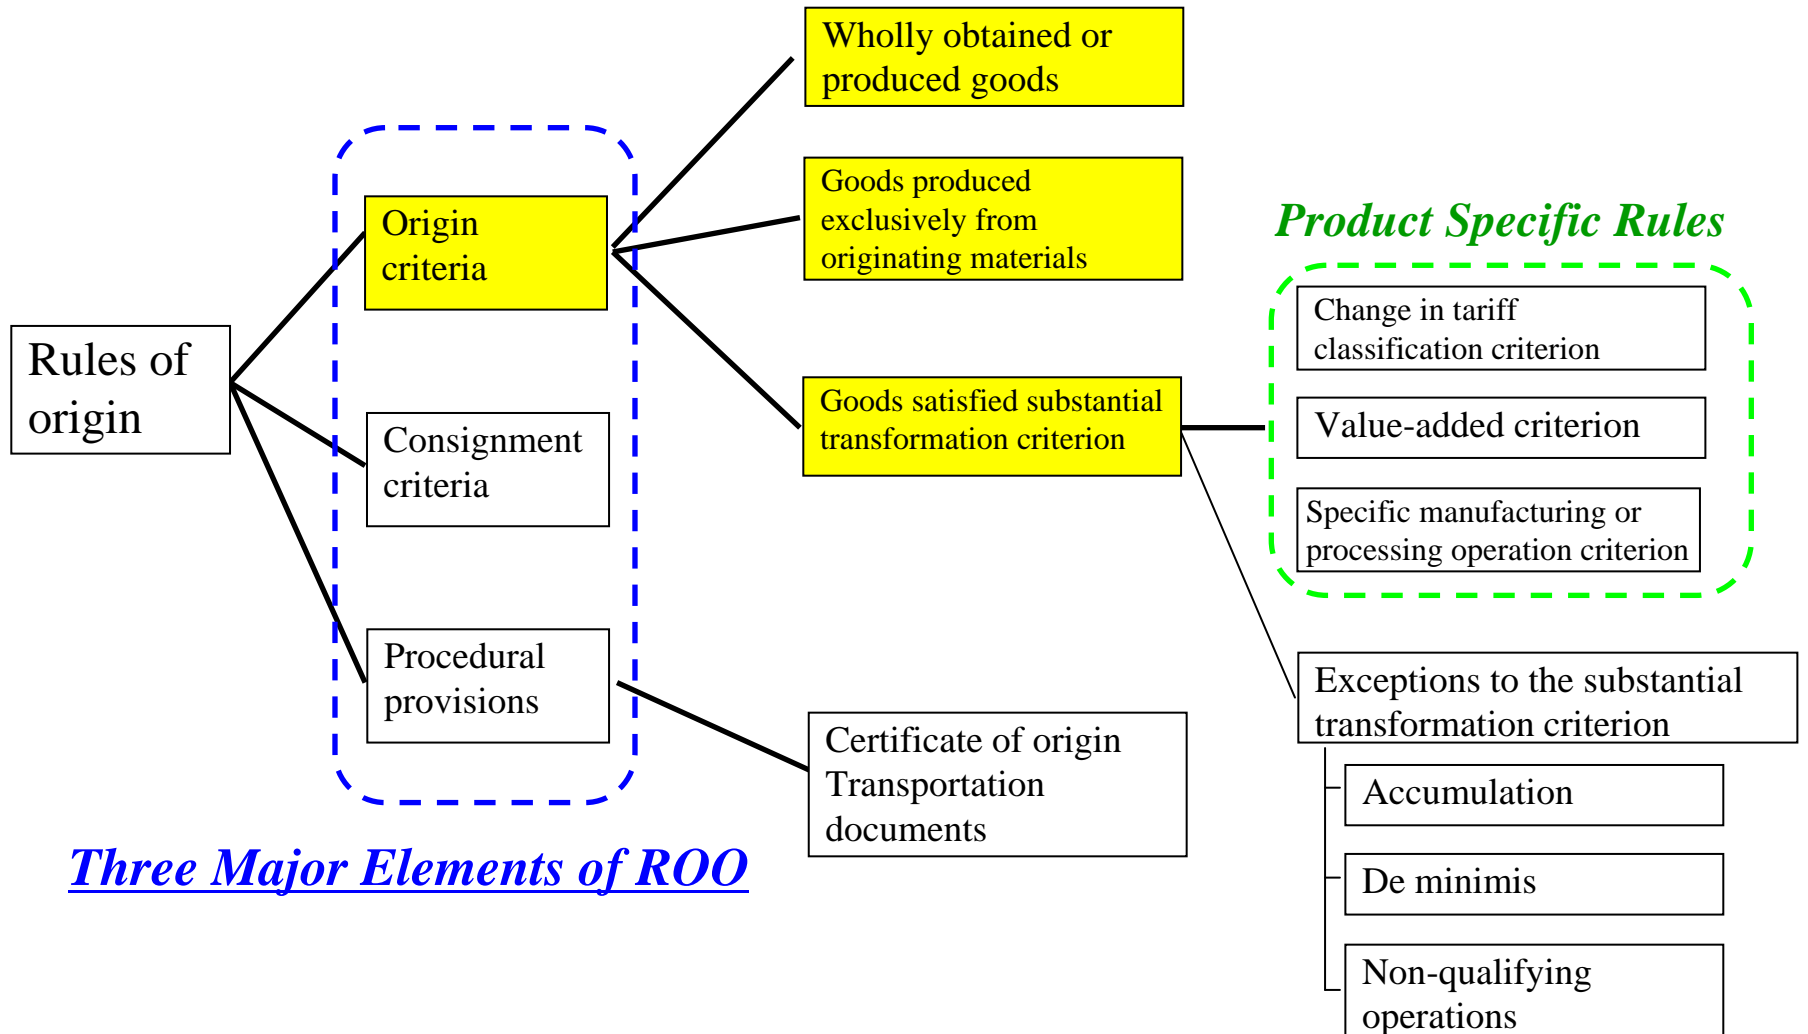 Rules of
origin
Origin
criteria
Consignment
criteria
Procedural
provisions
Three Major Elements of ROO
Wholly obtained or
produced goods
Goods produced
exclusively from
originating materials
Goods satisfied substantial
transformation criterion
Certificate of origin
Transportation
documents
Product Specific Rules
Change in tariff
classification criterion
Value-added criterion
Specific manufacturing or
processing operation criterion
Exceptions to the substantial
transformation criterion
Accumulation
De minimis
Non-qualifying
operations